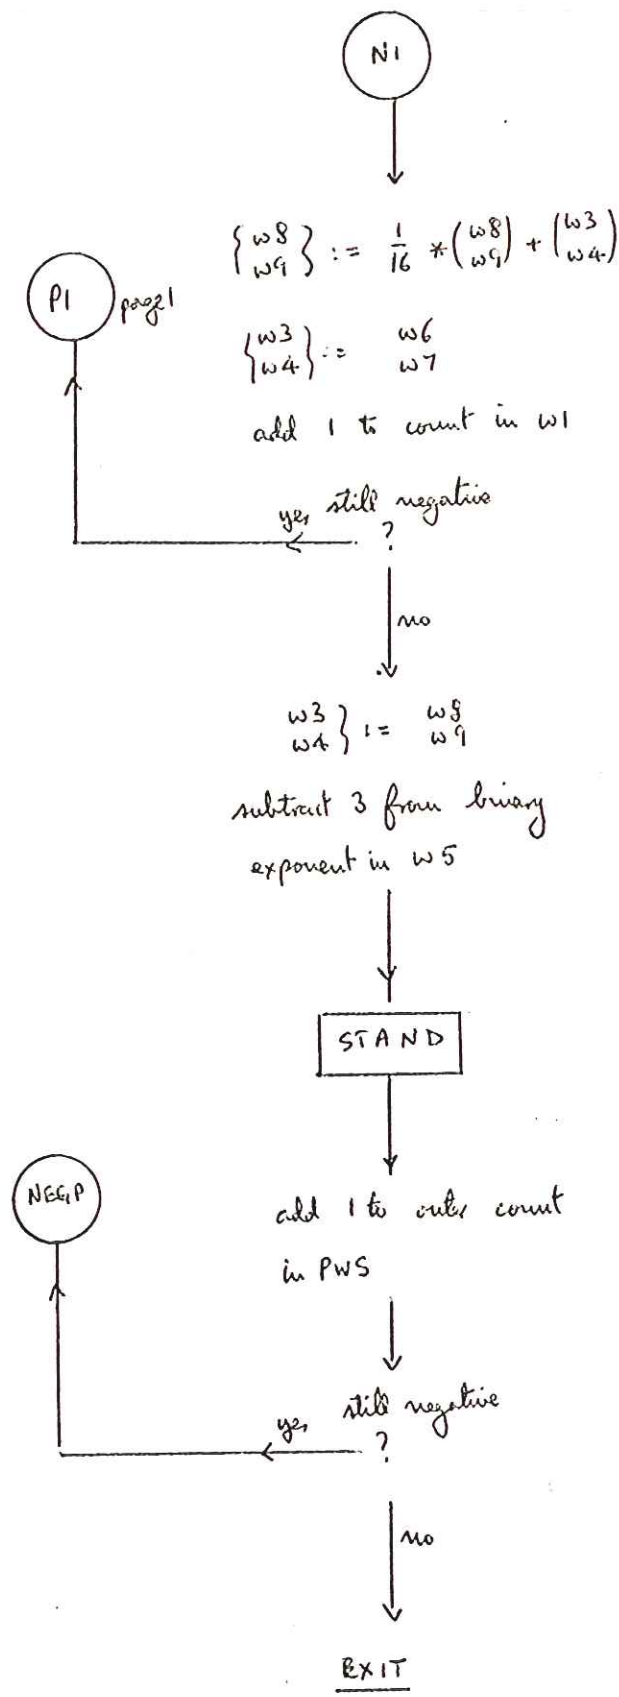 N1
{w8 w9} := 1/16 * (w8 w9) + (w3 w4)
P1 page 1
{w3 w4} := w6 w7
add 1 to count in w1
yes still negative
?
no
w3 w4} := w8 w9
subtract 3 from binary
exponent in w5
STAND
NEGP
add 1 to outer count
in PWS
yes still negative
?
no
EXIT